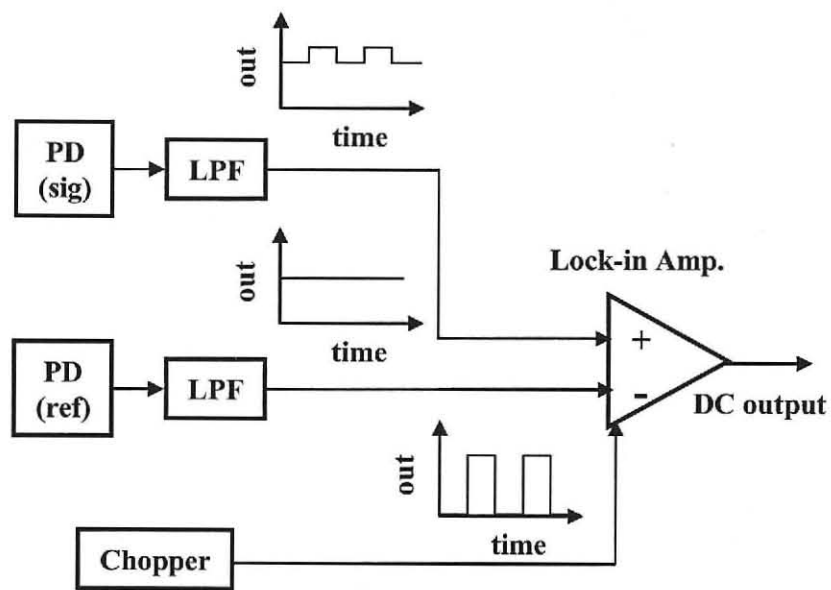 out
time
PD
(sig)
LPF
out
time
Lock-in Amp.
+
-
PD
(ref)
LPF
DC output
out
time
Chopper